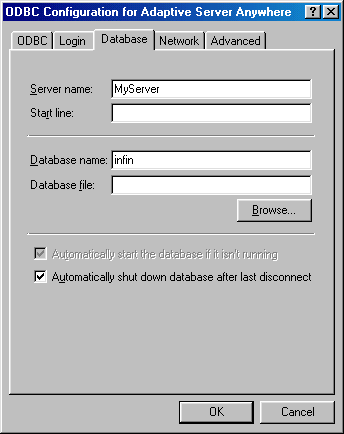 ODBC Configuration for Adaptive Server Anywhere
ODBC Login Database Network Advanced
Server name: MyServer
Start line:
Database name: infin
Database file:
Browse...
Automatically start the database if it isn't running
Automatically shut down database after last disconnect
OK Cancel